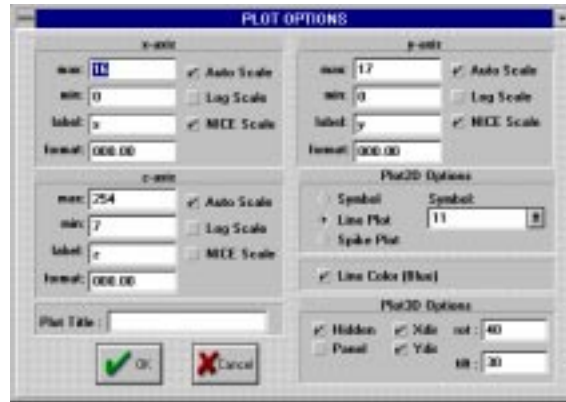 PLOT OPTIONS
x-axis
max: 16
min: 0
label: x
format: 000.00
Auto Scale
Log Scale
NICE Scale
y-axis
max: 17
min: 0
label: y
format: 000.00
Auto Scale
Log Scale
NICE Scale
z-axis
max: 254
min: 7
label: z
format: 000.00
Auto Scale
Log Scale
NICE Scale
Plot2D Options
Symbol
Line Plot
Spike Plot
Symbol:
11
Line Color (Blue)
Plot Title :
Plot3D Options
Hidden
Panel
Xdir
Ydir
rot : 40
tilt : 30
OK
Cancel